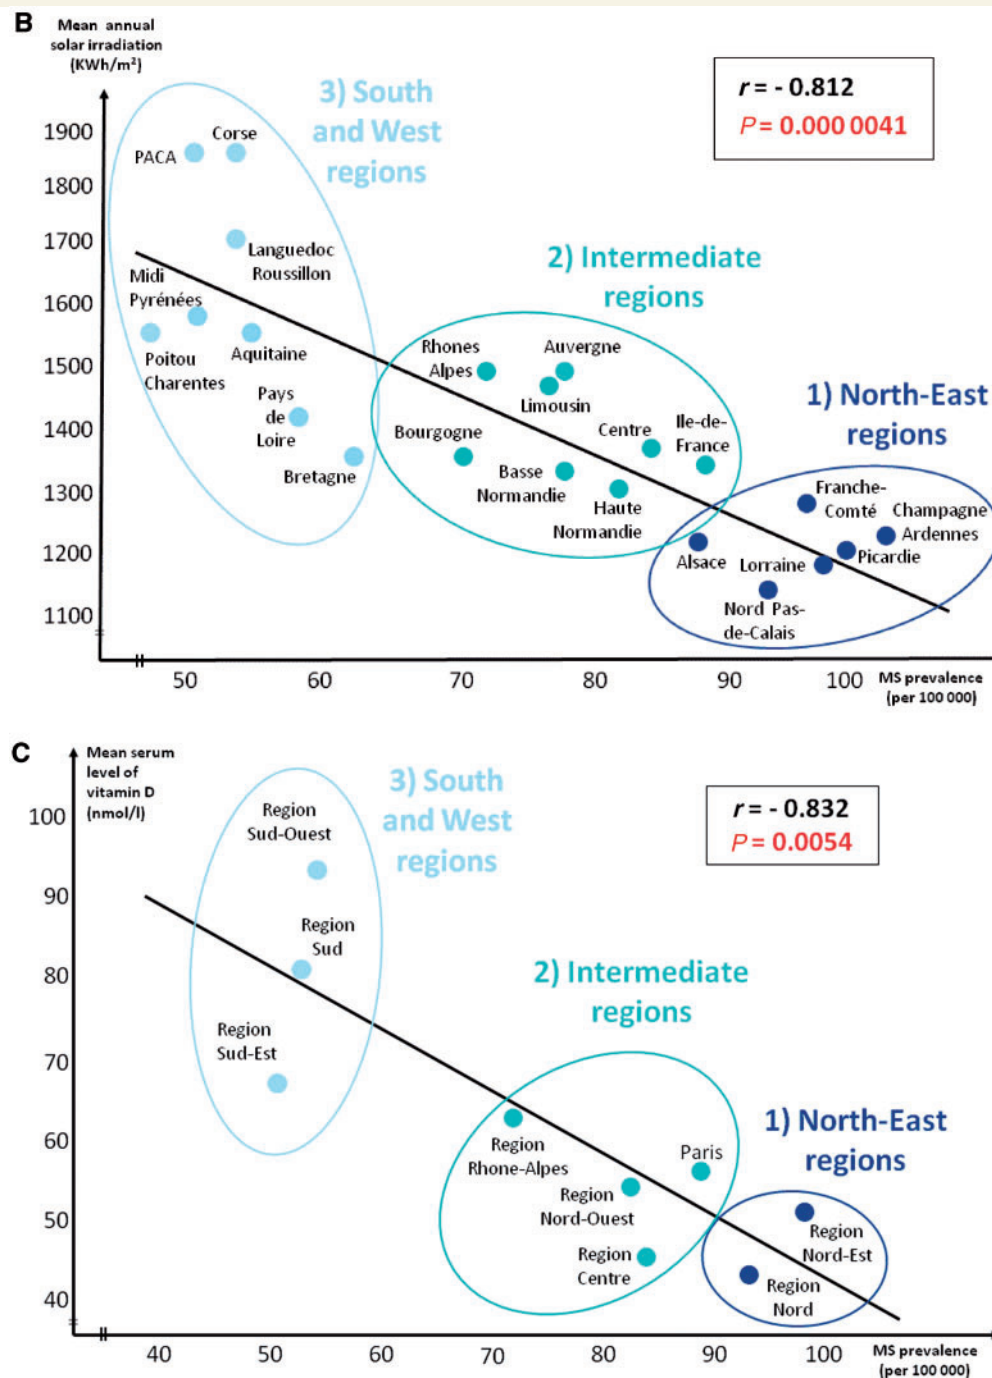 B
Mean annual
solar irradiation
(KWh/m²)
r = - 0.812
P = 0.000 0041
3) South
and West
regions
1900
1800
1700
1600
1500
1400
1300
1200
1100
PACA
Corse
Languedoc
Roussillon
Midi
Pyrénées
Poitou
Charentes
Aquitaine
Pays
de
Loire
Bretagne
2) Intermediate
regions
Rhones
Alpes
Auvergne
Limousin
Bourgogne
Centre
Ile-de-
France
Basse
Normandie
Haute
Normandie
1) North-East
regions
Franche-
Comté
Champagne
Ardennes
Alsace
Lorraine
Picardie
Nord Pas-
de-Calais
50 60 70 80 90 100
MS prevalence
(per 100 000)
C
Mean serum
level of
vitamin D
(nmol/l)
r = - 0.832
P = 0.0054
3) South
and West
regions
100
90
80
70
60
50
40
Region
Sud-Ouest
Region
Sud
Region
Sud-Est
2) Intermediate
regions
Region
Rhone-Alpes
Paris
Region
Nord-Ouest
Region
Centre
1) North-East
regions
Region
Nord-Est
Region
Nord
40 50 60 70 80 90 100
MS prevalence
(per 100 000)